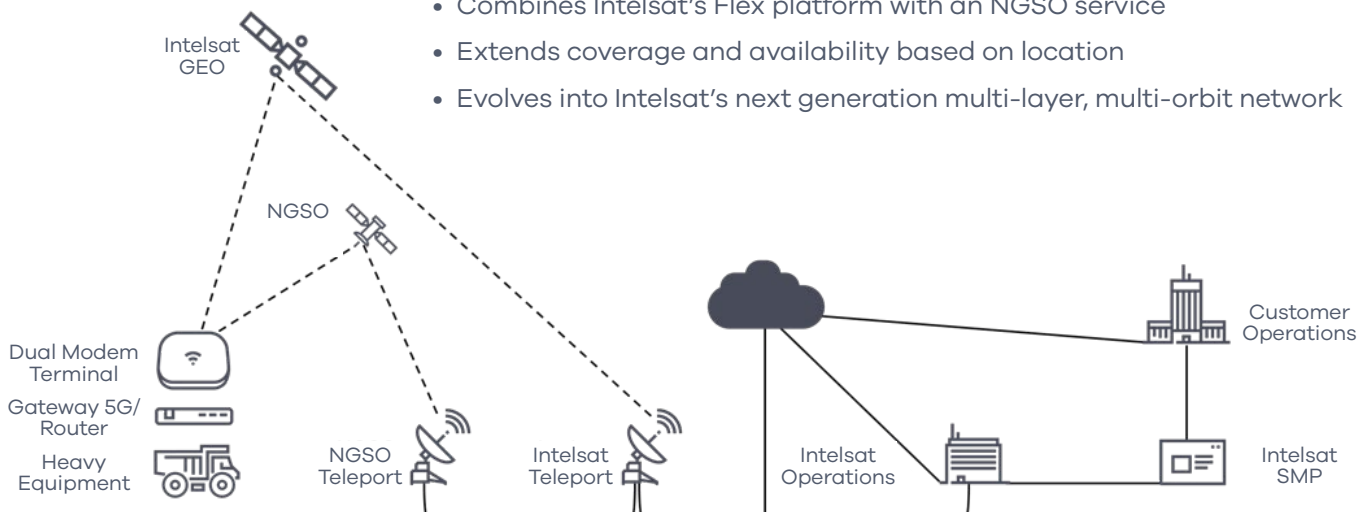 • Combines Intelsat's Flex platform with an NGSO service
• Extends coverage and availability based on location
• Evolves into Intelsat's next generation multi-layer, multi-orbit network
Intelsat
GEO
NGSO
Customer
Operations
Dual Modem
Terminal
Gateway 5G/
Router
Heavy
Equipment
NGSO
Teleport
Intelsat
Teleport
Intelsat
Operations
Intelsat
SMP